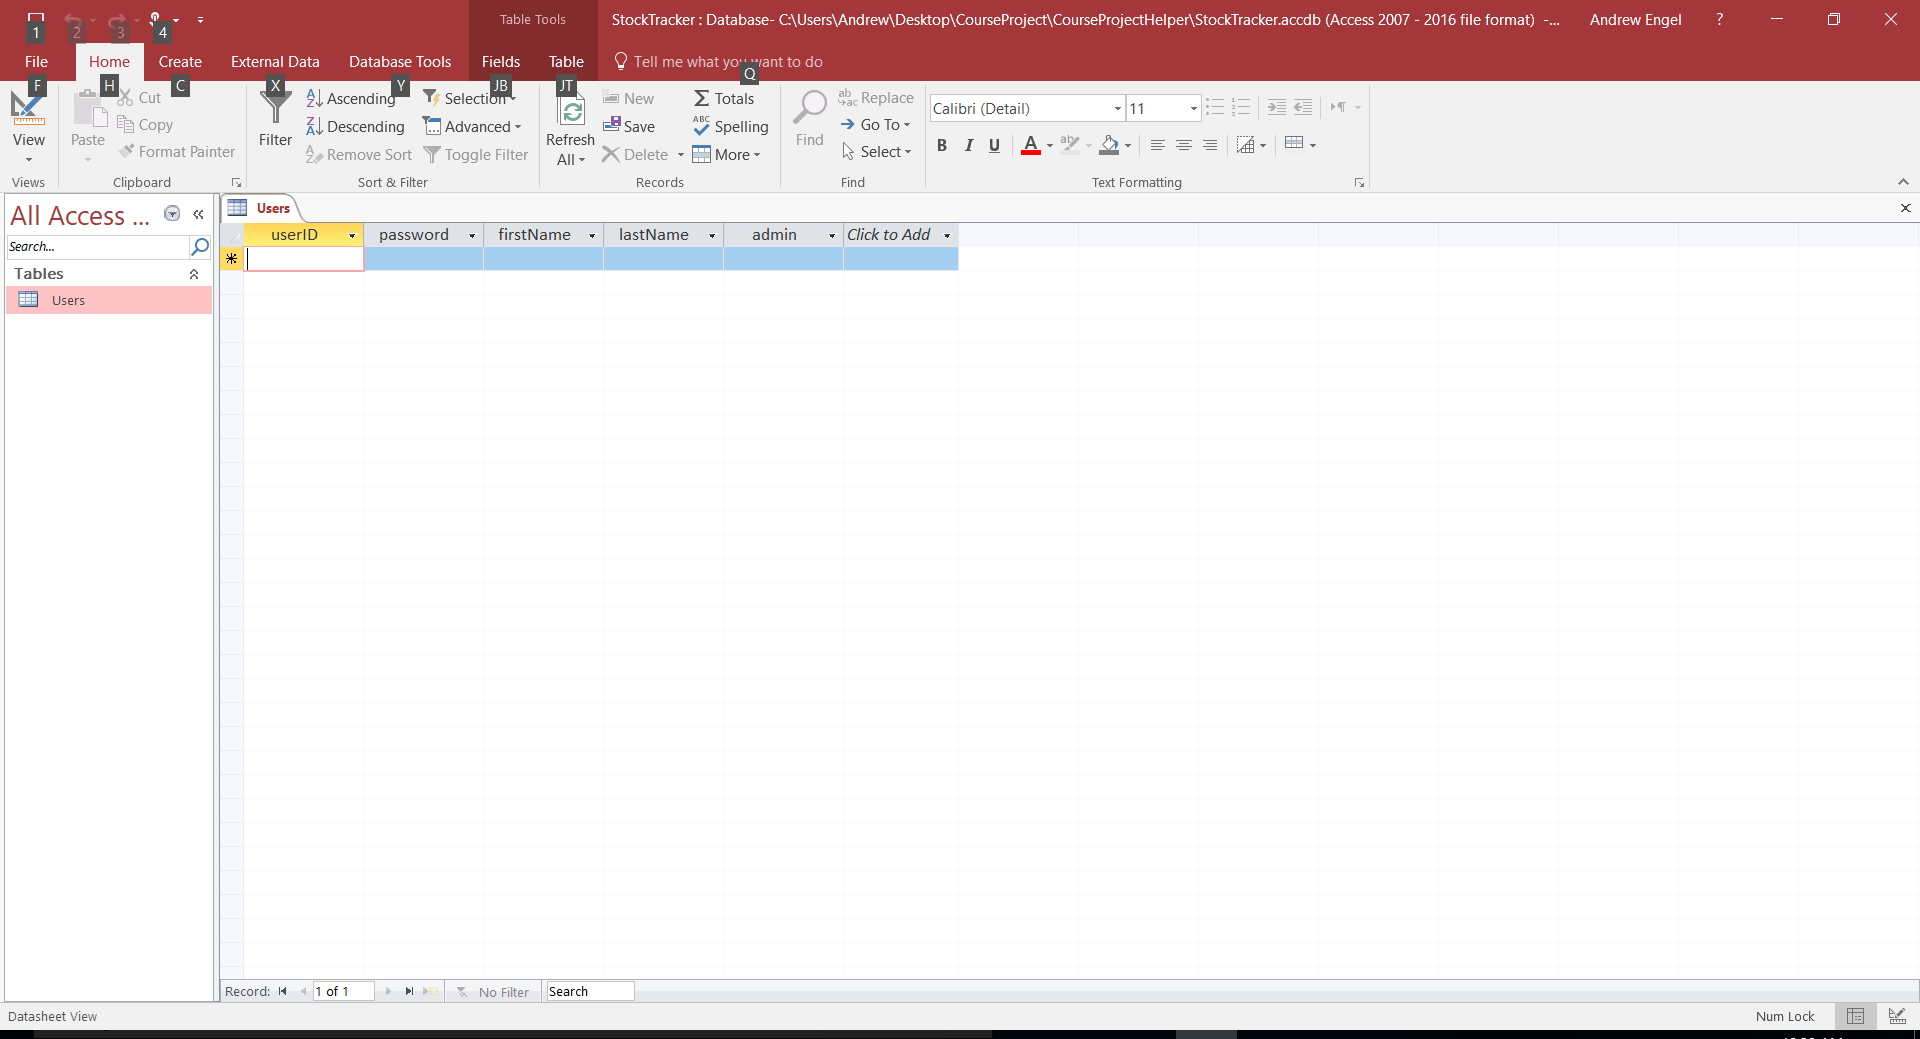 Table Tools
StockTracker : Database- C:\Users\Andrew\Desktop\CourseProject\CourseProjectHelper\StockTracker.accdb (Access 2007 - 2016 file format) -...
Andrew Engel
?
1 2 3 4
File Home Create External Data Database Tools Fields Table Tell me what you want to do
Q
F H C X Y JB JT
View
Views
Paste
Cut
Copy
Format Painter
Clipboard
Filter
Ascending
Descending
Remove Sort
Selection
Advanced
Toggle Filter
Sort & Filter
Refresh
All
New
Save
Delete
Totals
Spelling
More
Records
Find
Replace
Go To
Select
Find
Calibri (Detail) 11
B I U A
Text Formatting
All Access ...
Search...
Tables
Users
Users
userID password firstName lastName admin Click to Add
Record: 1 of 1 No Filter Search
Datasheet View
Num Lock